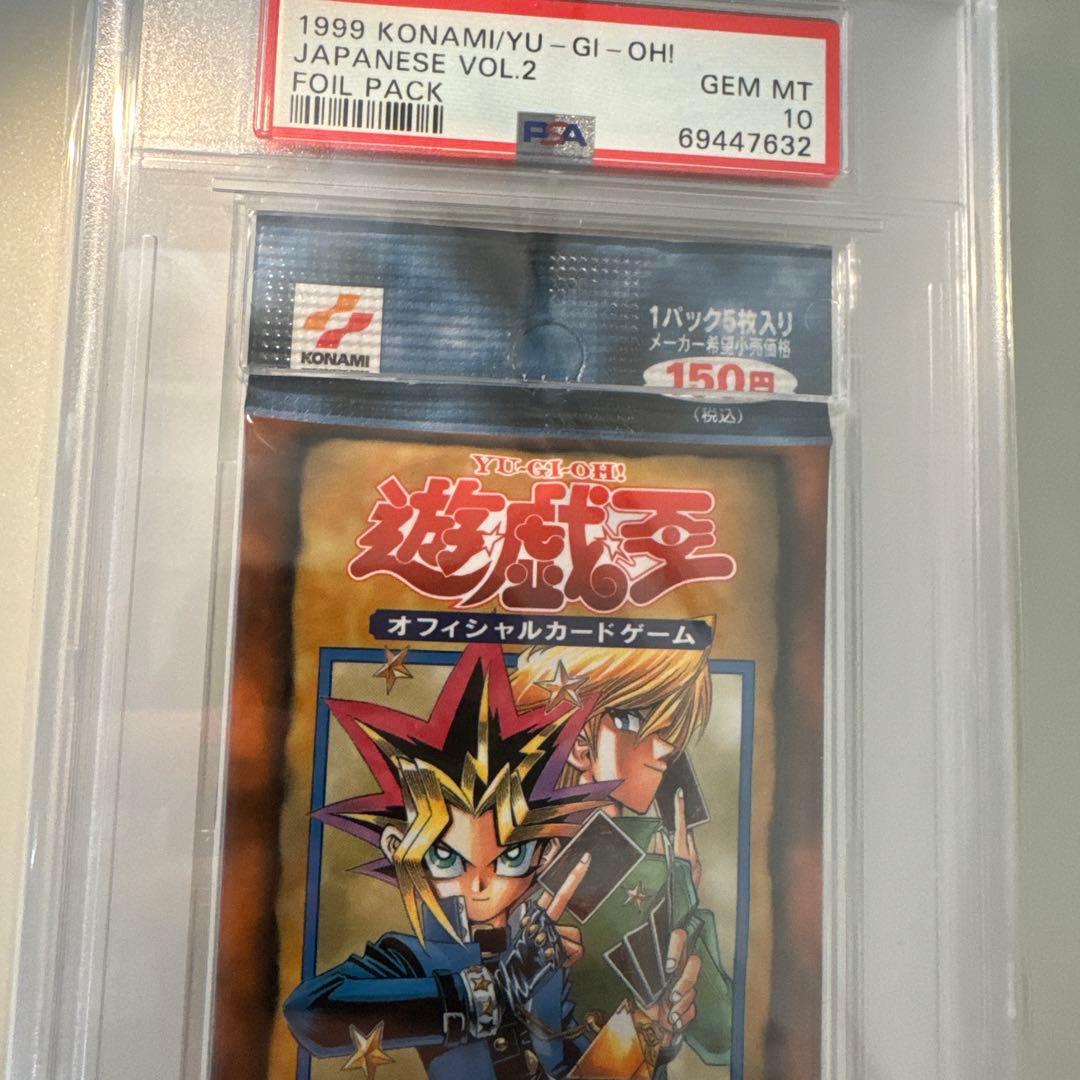 1999 KONAMI/YU-GI-OH!
JAPANESE VOL.2
FOIL PACK
GEM MT
10
69447632
PSA
KONAMI
1パック5枚入り
メーカー希望小売価格
150円
(税込)
YU-GI-OH!
遊戯王
オフィシャルカードゲーム